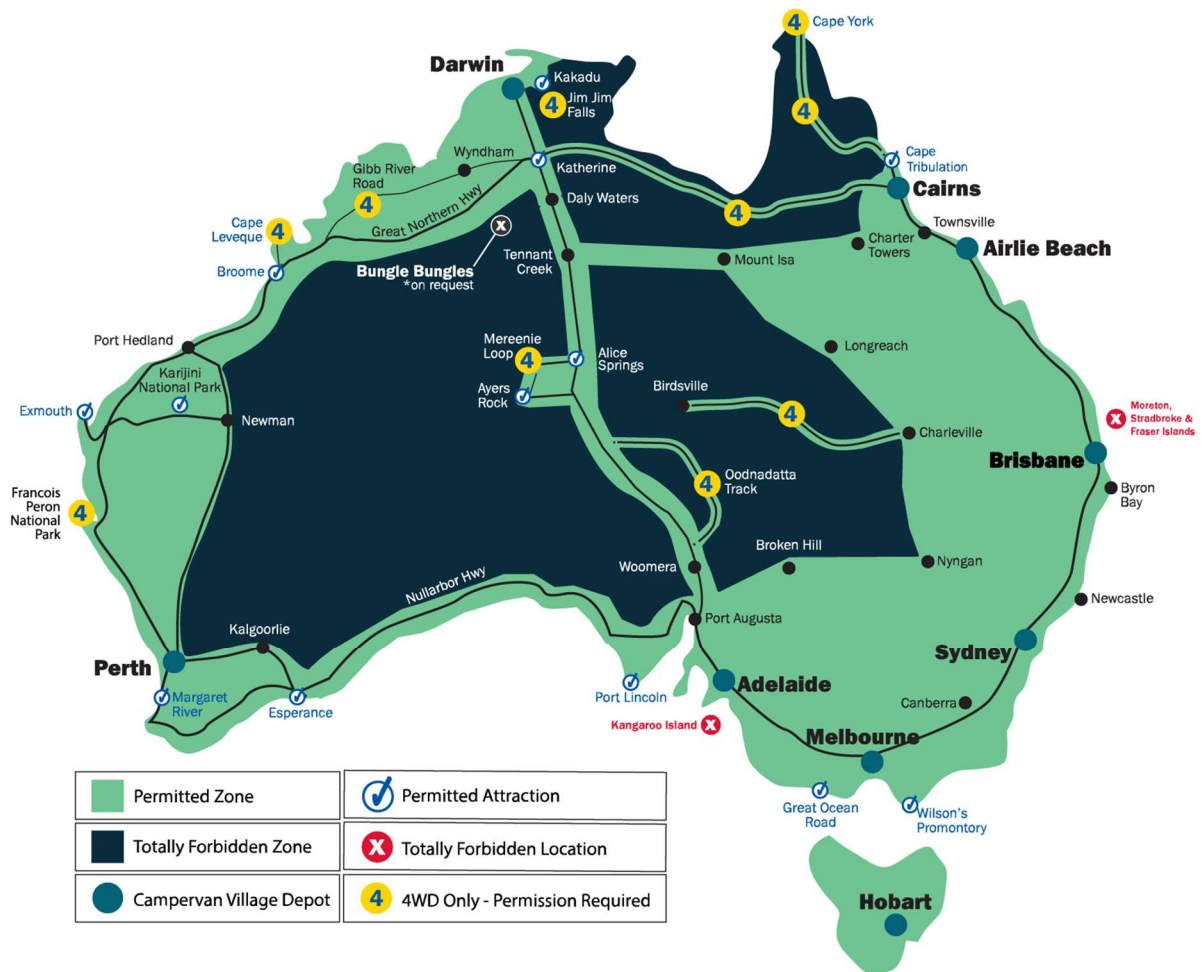 4
Cape York
Darwin
Kakadu
4
Jim Jim
Falls
4
Wyndham
Katherine
Cape
Tribulation
Gibb River
Road
4
Daly Waters
Cairns
Cape
Leveque
4
Great Northern Hwy
4
Townsville
Charter
Towers
Airlie Beach
Broome
X
Bungle Bungles
*on request
Tennant
Creek
Mount Isa
Port Hedland
Mereenie
Loop
4
Alice
Springs
Longreach
Karijini
National Park
Ayers
Rock
Birdsville
Exmouth
Newman
4
Charleville
X
Moreton,
Stradbroke &
Fraser Islands
Brisbane
Francois
Peron
National
Park
4
4
Oodnadatta
Track
Byron
Bay
Woomera
Broken Hill
Nyngan
Nullarbor Hwy
Newcastle
Kalgoorlie
Port Augusta
Perth
Sydney
Margaret
River
Esperance
Port Lincoln
Adelaide
Canberra
Kangaroo Island
X
Melbourne
Great Ocean
Road
Wilson's
Promontory
Hobart
Permitted Zone
Permitted Attraction
Totally Forbidden Zone
X
Totally Forbidden Location
Campervan Village Depot
4
4WD Only - Permission Required